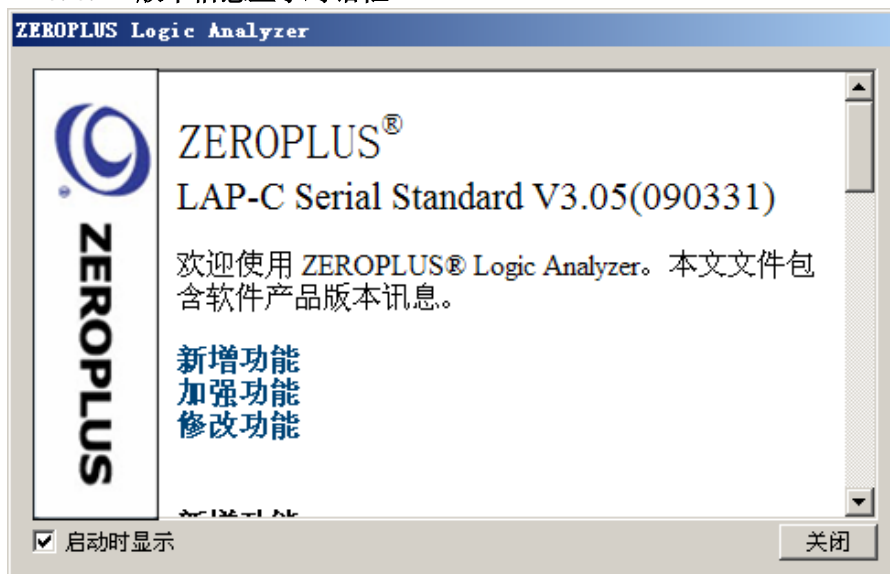 ZEROPLUS Logic Analyzer
ZEROPLUS
ZEROPLUS®
LAP-C Serial Standard V3.05(090331)
欢迎使用 ZEROPLUS® Logic Analyzer。本文文件包
含软件产品版本讯息。
新增功能
加强功能
修改功能
启动时显示
关闭